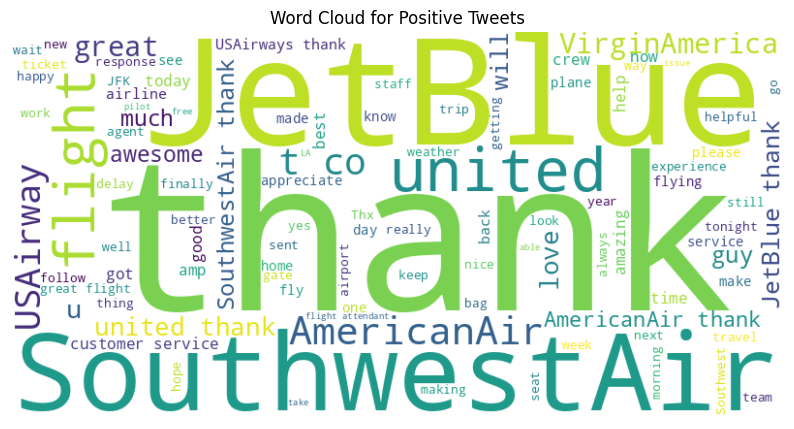 Word Cloud for Positive Tweets
wait
new
great
USAirways thank
will
VirginAmerica
ticket
response
see
JetBlue
crew
now
happy
JFK
today
staff
plane
way
issue
flight
airline
help
go
work
pilot
free
much
made
know
trip
getting
helpful
agent
best
awesome
SouthwestAir thank
LA
t co
weather
united
please
experience
delay
finally
appreciate
flying
JetBlue thank
USAirway
thank
year
still
better
good
yes
Thx
day
really
back
look
always
amazing
tonight
well
sent
able
service
follow
got
amp
home
airport
keep
nice
love
guy
great flight
gate
make
thing
fly
one
bag
time
u
flight attendant
united thank
AmericanAir
AmericanAir thank
customer service
next
travel
SouthwestAir
week
hope
morning
Southwest
making
seat
take
team